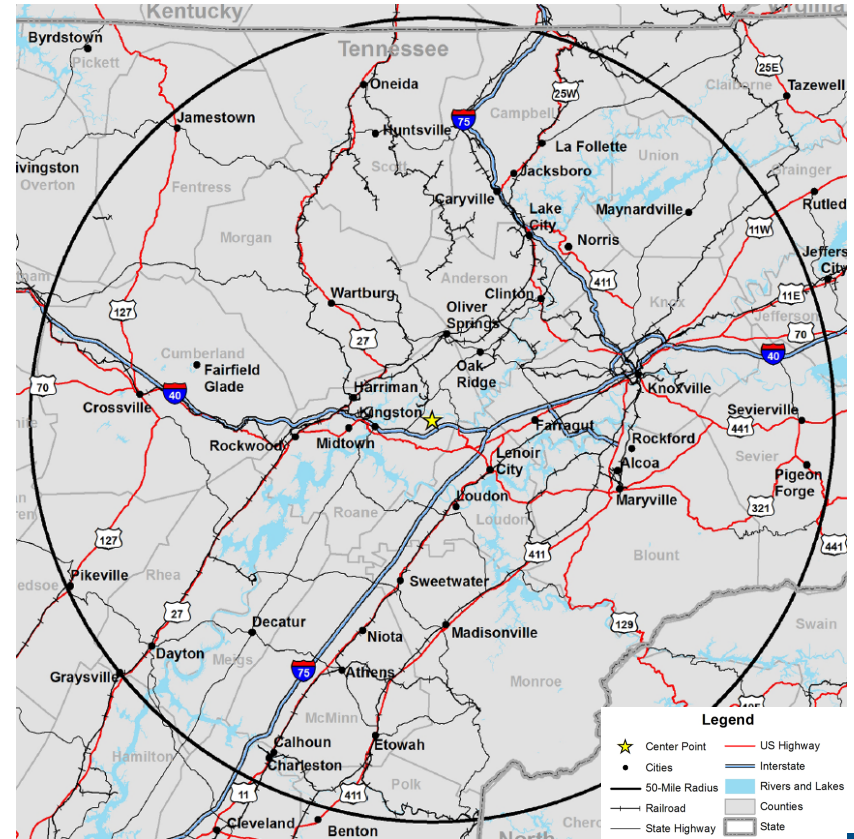 Kentucky
Virginia
Byrdstown
Pickett
Tennessee
25E
Claiborne
Tazewell
Oneida
25W
Campbell
75
Jamestown
Huntsville
La Follette
Scott
Union
Jacksboro
Grainger
ivingston
Overton
Fentress
Caryville
Maynardville
Rutled
Lake
City
Norris
11W
Morgan
Jeffers
City
Anderson
411
Wartburg
Clinton
Knox
11E
Oliver
Springs
Jefferson
127
27
70
Cumberland
Fairfield
Glade
Oak
Ridge
40
70
40
Harriman
Knoxville
Crossville
Kingston
Farragut
Sevierville
441
Rockwood
Midtown
Rockford
Lenoir
City
Alcoa
Sevier
Pigeon
Forge
Loudon
Maryville
321
Roane
Loudon
127
411
441
Blount
Pikeville
Rhea
Sweetwater
edsoe
27
129
Decatur
Niota
Madisonville
Swain
Dayton
Meigs
Graysville
75
Athens
Monroe
McMinn
Hamilton
Calhoun
Etowah
Charleston
Polk
11
411
Cleveland
Benton
North
Cher
Legend
Center Point
US Highway
Cities
Interstate
50-Mile Radius
Rivers and Lakes
Railroad
Counties
State Highway
State